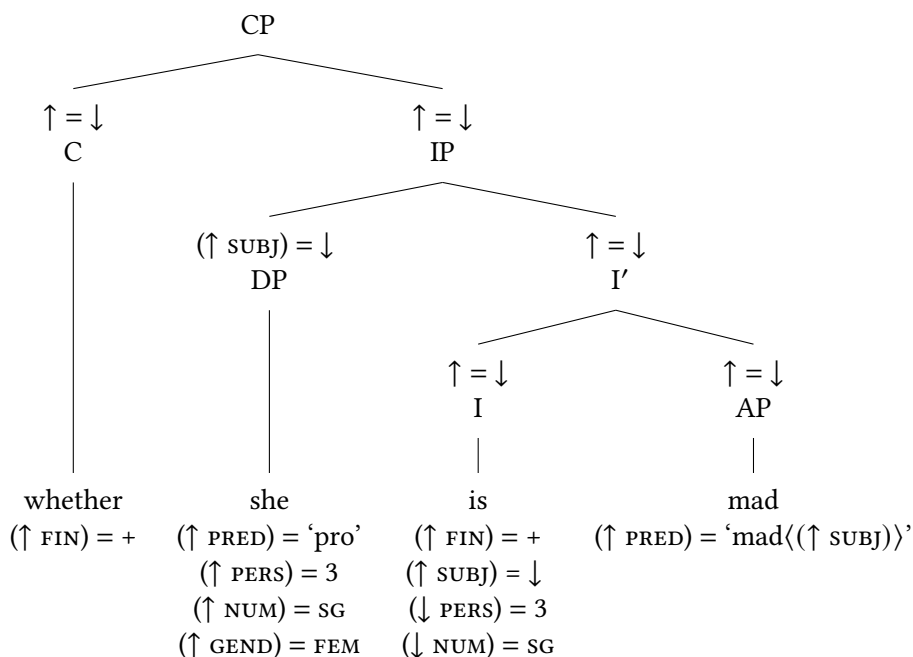 CP
↑ = ↓ ↑ = ↓
C IP
(↑ SUBJ) = ↓ ↑ = ↓
DP I′
↑ = ↓ ↑ = ↓
I AP
whether she is mad
(↑ FIN) = + (↑ PRED) = ‘pro’ (↑ FIN) = + (↑ PRED) = ‘mad⟨(↑ SUBJ)⟩’
(↑ PERS) = 3 (↑ SUBJ) = ↓
(↑ NUM) = SG (↓ PERS) = 3
(↑ GEND) = FEM (↓ NUM) = SG